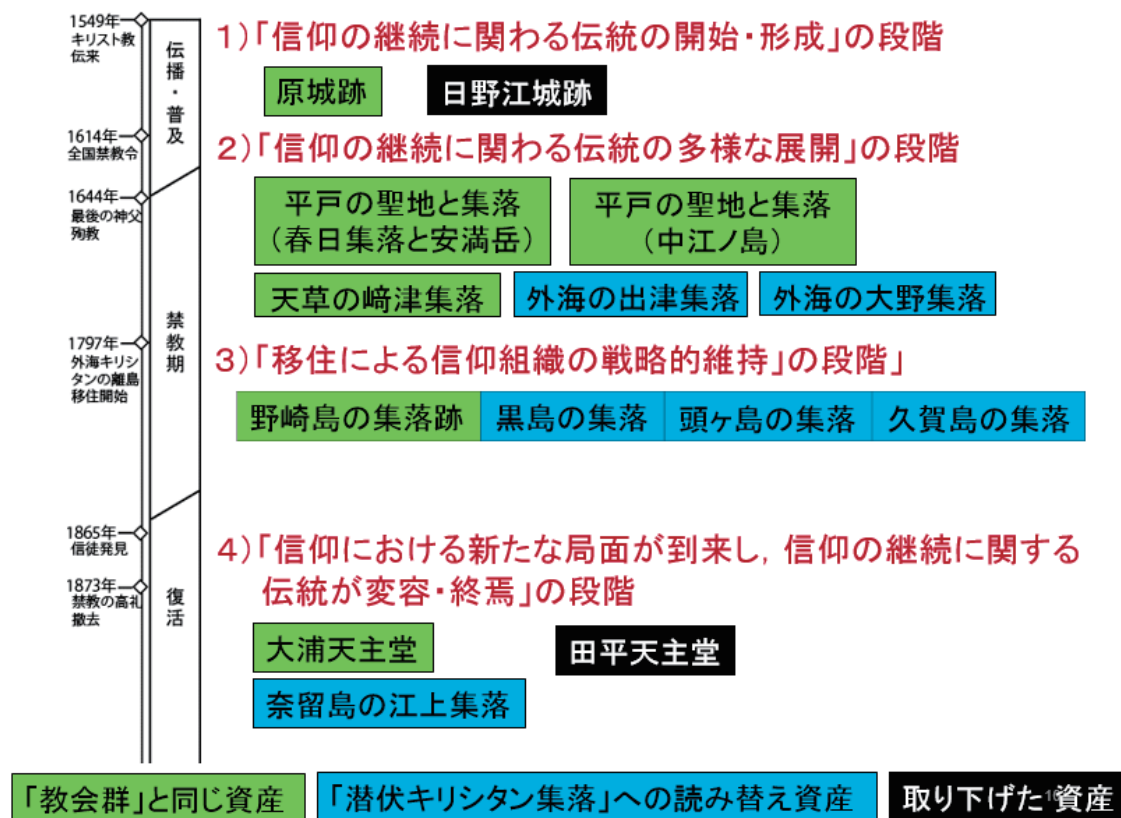 1549年
キリスト教
伝来
1614年
全国禁教令
1644年
最後の神父
殉教
1797年
外海キリシ
タンの離島
移住開始
1865年
信徒発見
1873年
禁教の高札
撤去
伝播・普及
禁教期
復活
1)「信仰の継続に関わる伝統の開始・形成」の段階
原城跡
日野江城跡
2)「信仰の継続に関わる伝統の多様な展開」の段階
平戸の聖地と集落
(春日集落と安満岳)
平戸の聖地と集落
(中江ノ島)
天草の﨑津集落
外海の出津集落
外海の大野集落
3)「移住による信仰組織の戦略的維持」の段階」
野崎島の集落跡
黒島の集落
頭ヶ島の集落
久賀島の集落
4)「信仰における新たな局面が到来し，信仰の継続に関する
伝統が変容・終焉」の段階
大浦天主堂
田平天主堂
奈留島の江上集落
「教会群」と同じ資産
「潜伏キリシタン集落」への読み替え資産
取り下げた資産